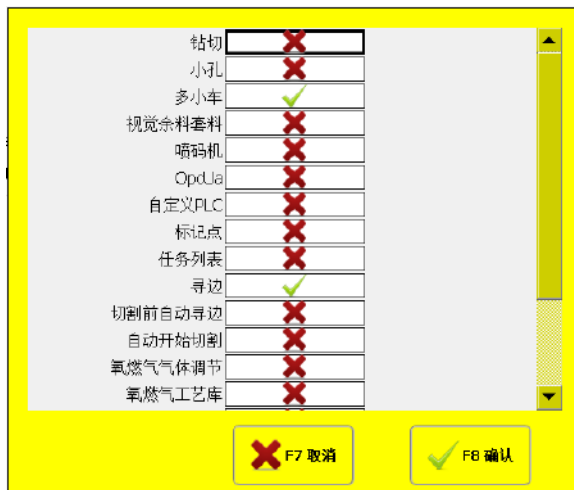 钻切
小孔
多小车
视觉余料套料
喷码机
OpcUa
自定义PLC
标记点
任务列表
寻边
切割前自动寻边
自动开始切割
氧燃气气体调节
氧燃气工艺库
F7 取消
F8 确认